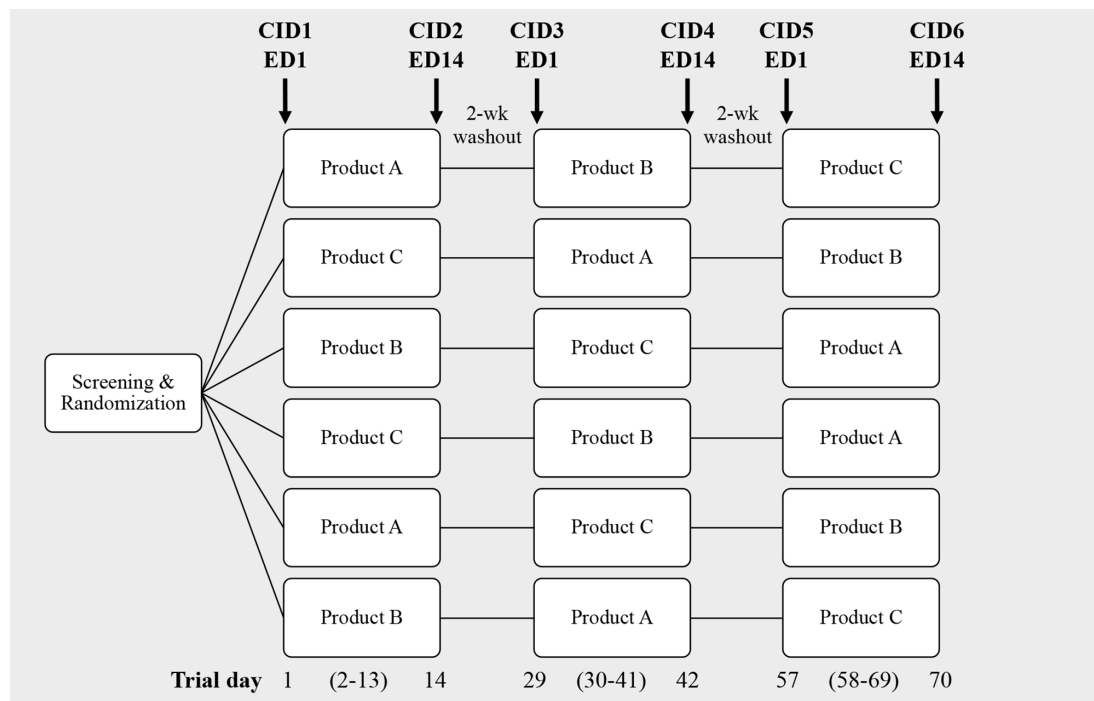 CID1 CID2 CID3 CID4 CID5 CID6
ED1 ED14 ED1 ED14 ED1 ED14
2-wk 2-wk
washout washout
Product A Product B Product C
Product C Product A Product B
Product B Product C Product A
Screening &
Randomization
Product C Product B Product A
Product A Product C Product B
Product B Product A Product C
Trial day 1 (2-13) 14 29 (30-41) 42 57 (58-69) 70